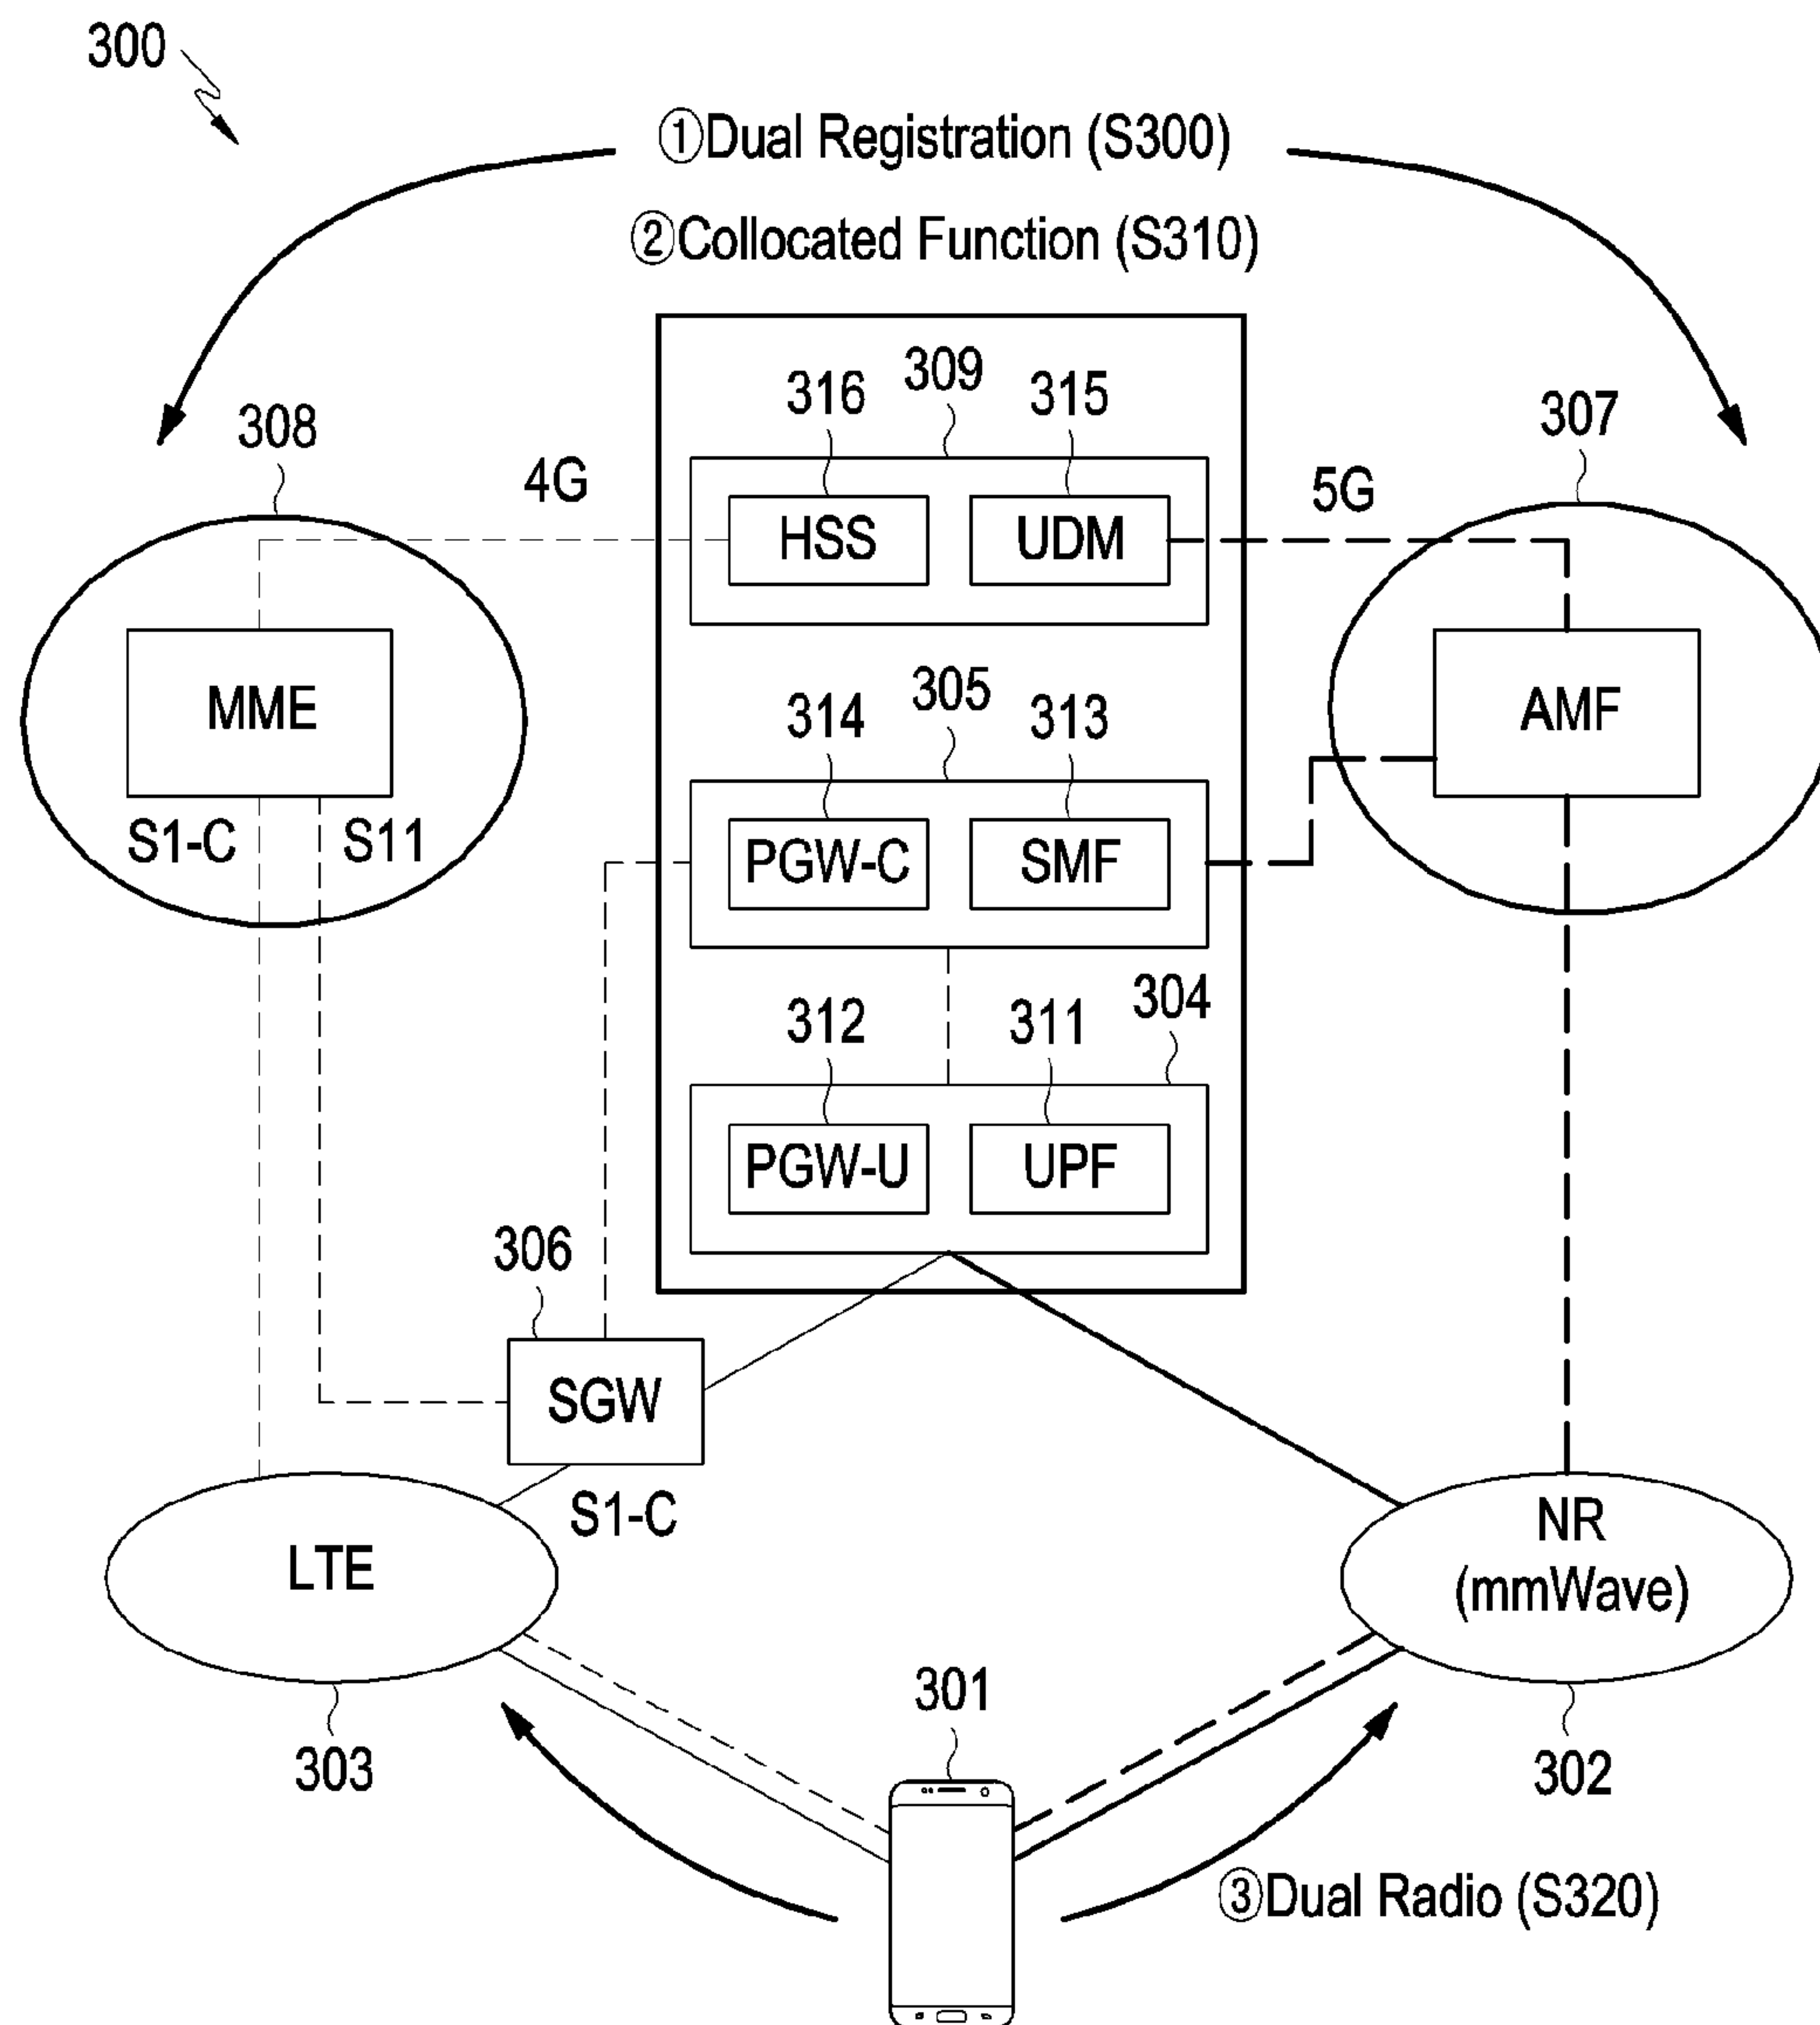 300
①Dual Registration (S300)
②Collocated Function (S310)
309
316
315
308
307
4G
5G
HSS
UDM
MME
AMF
305
314
313
S1-C
S11
PGW-C
SMF
304
312
311
PGW-U
UPF
306
SGW
S1-C
LTE
NR
(mmWave)
301
303
302
③Dual Radio (S320)